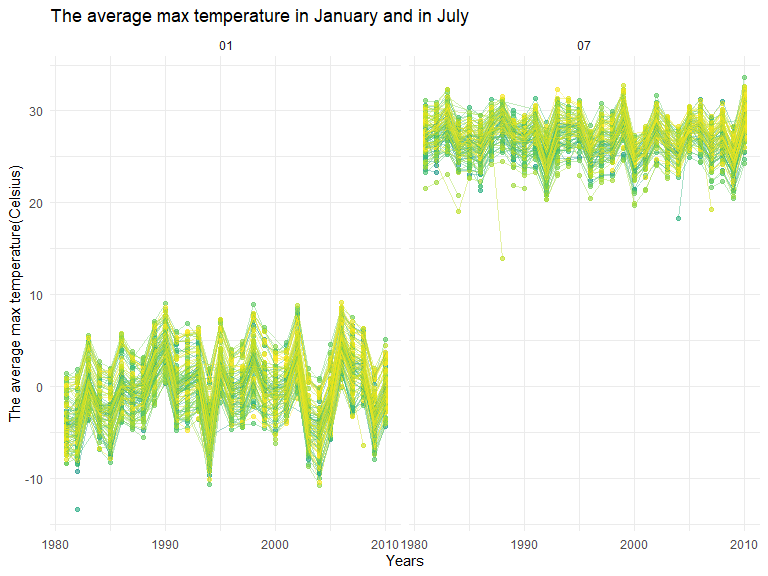 The average max temperature in January and in July
01 07
The average max temperature(Celsius)
30
20
10
0
-10
1980 1990 2000 2010 1980 1990 2000 2010
Years